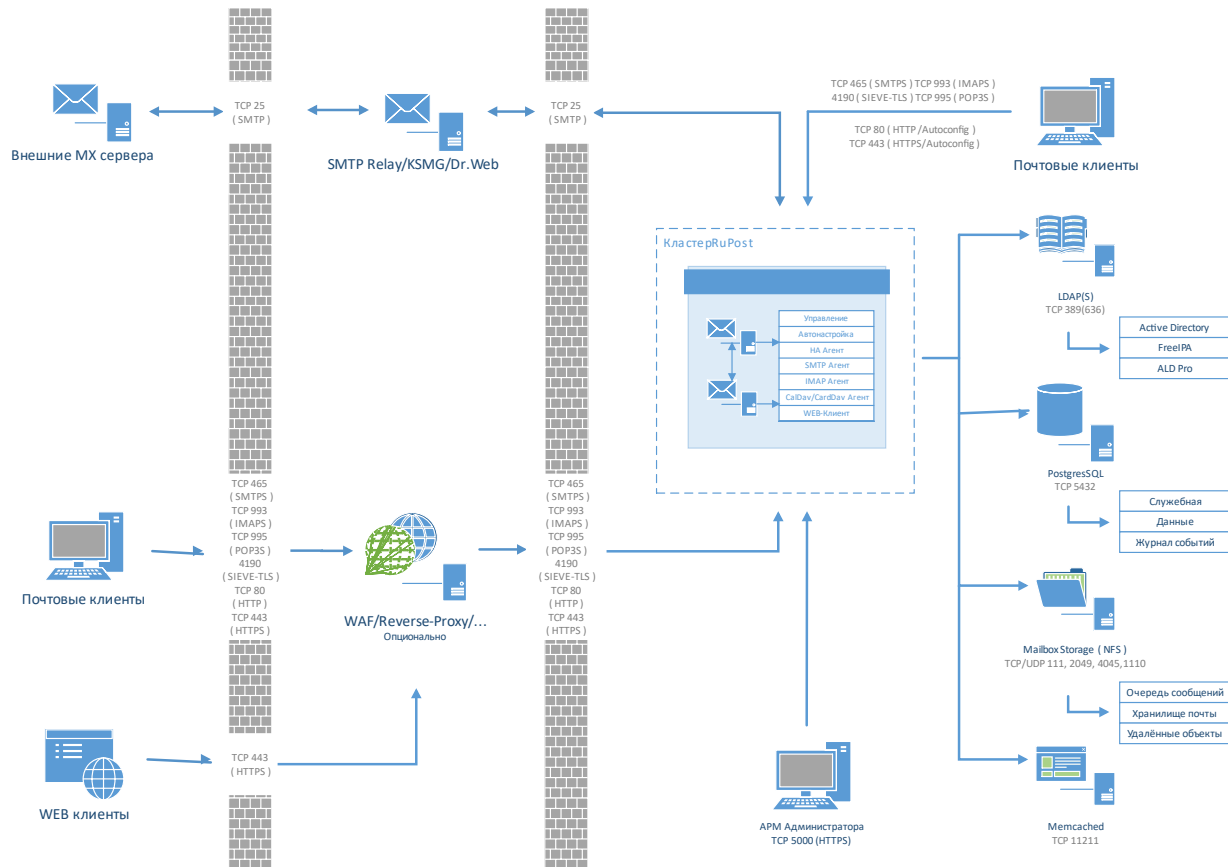 TCP 25
( SMTP )
TCP 25
( SMTP )
Внешние MX сервера
SMTP Relay/KSMG/Dr.Web
TCP 465 ( SMTPS ) TCP 993 ( IMAPS )
4190 ( SIEVE-TLS ) TCP 995 ( POP3S )
TCP 80 ( HTTP /Autoconfig )
TCP 443 ( HTTPS/Autoconfig )
Почтовые клиенты
КластерRuPost
Управление
Автонастройка
HA Агент
SMTP Агент
IMAP Агент
CalDav/CardDav Агент
WEB-Клиент
LDAP(S)
TCP 389(636)
Active Directory
FreeIPA
ALD Pro
PostgresSQL
TCP 5432
Служебная
Данные
Журнал событий
Mailbox Storage ( NFS )
TCP/UDP 111, 2049, 4045,1110
Очередь сообщений
Хранилище почты
Удалённые объекты
Memcached
TCP 11211
TCP 465
( SMTPS )
TCP 993
( IMAPS )
TCP 995
( POP3S )
4190
( SIEVE-TLS )
TCP 80
( HTTP )
TCP 443
( HTTPS )
TCP 465
( SMTPS )
TCP 993
( IMAPS )
TCP 995
( POP3S )
4190
( SIEVE-TLS )
TCP 80
( HTTP )
TCP 443
( HTTPS )
Почтовые клиенты
WAF/Reverse-Proxy/...
Опционально
TCP 443
( HTTPS )
WEB клиенты
АРМ Администратора
TCP 5000 (HTTPS)